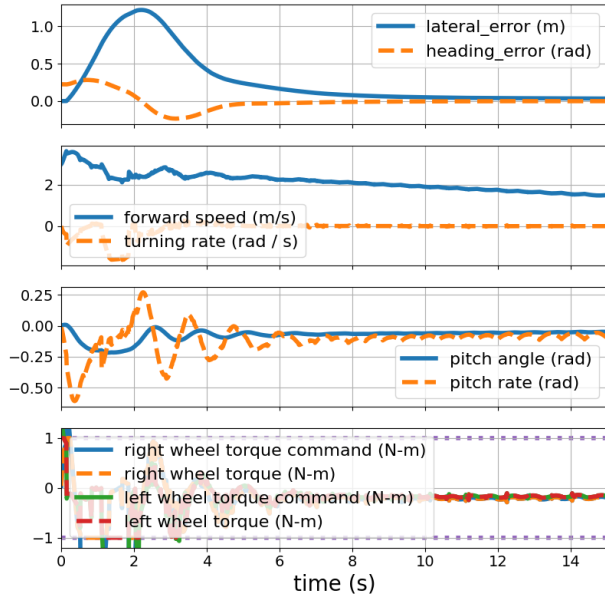 1.0
0.5
0.0
lateral_error (m)
heading_error (rad)
2
0
forward speed (m/s)
turning rate (rad / s)
0.25
0.00
−0.25
−0.50
pitch angle (rad)
pitch rate (rad)
1
0
−1
right wheel torque command (N-m)
right wheel torque (N-m)
left wheel torque command (N-m)
left wheel torque (N-m)
0 2 4 6 8 10 12 14
time (s)